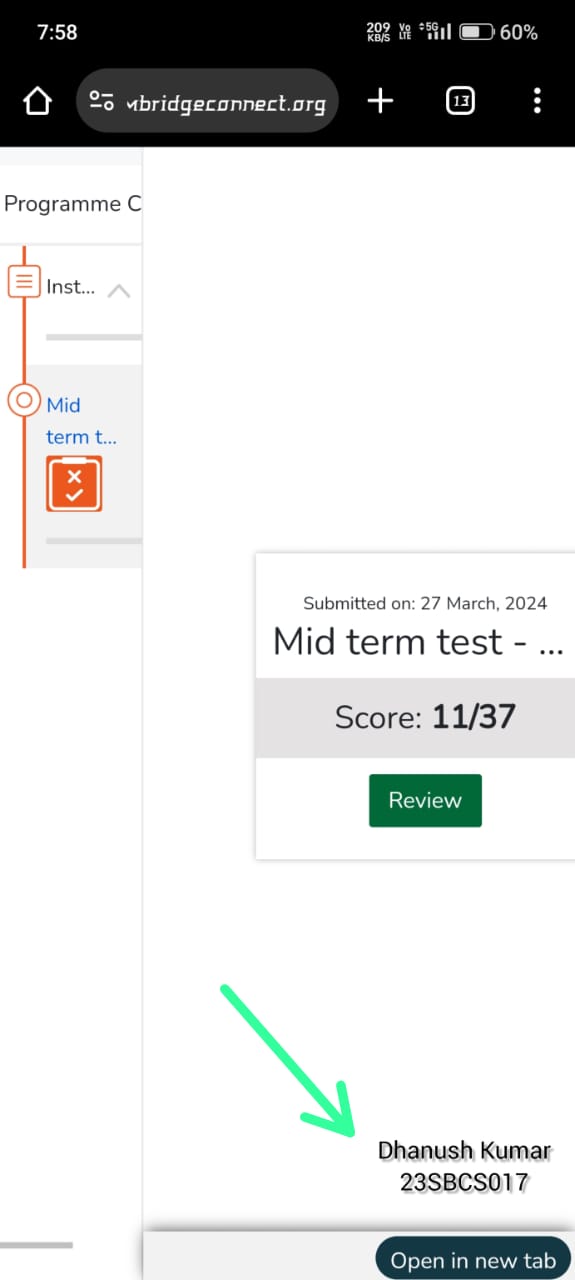 7:58
209 KB/S
Vo LTE
5G
60%
ıbridgeconnect.org
13
Programme C
Inst...
Mid
term t...
Submitted on: 27 March, 2024
Mid term test - ...
Score: 11/37
Review
Dhanush Kumar
23SBCS017
Open in new tab